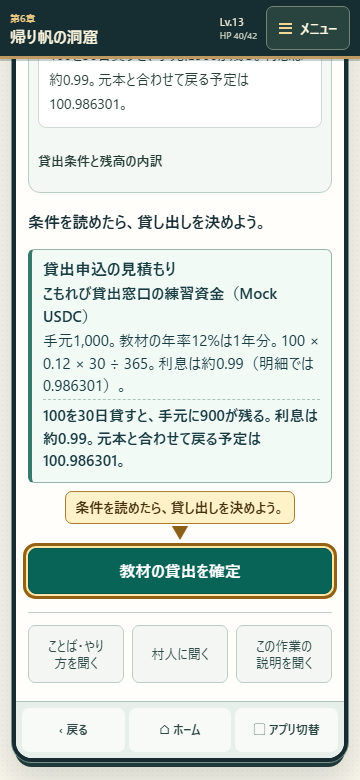 第6章
帰り帆の洞窟
Lv.13
HP 40/42
メニュー
約0.99。元本と合わせて戻る予定は
100.986301。
貸出条件と残高の内訳
条件を読めたら、貸し出しを決めよう。
貸出申込の見積もり
こもれび貸出窓口の練習資金（Mock
USDC）
手元1,000。教材の年率12%は1年分。100 ×
0.12 × 30 ÷ 365。利息は約0.99（明細では
0.986301）。
100を30日貸すと、手元に900が残る。利息は
約0.99。元本と合わせて戻る予定は
100.986301。
条件を読めたら、貸し出しを決めよう。
教材の貸出を確定
ことば・やり
方を聞く
村人に聞く
この作業の
説明を聞く
‹ 戻る
ホーム
アプリ切替